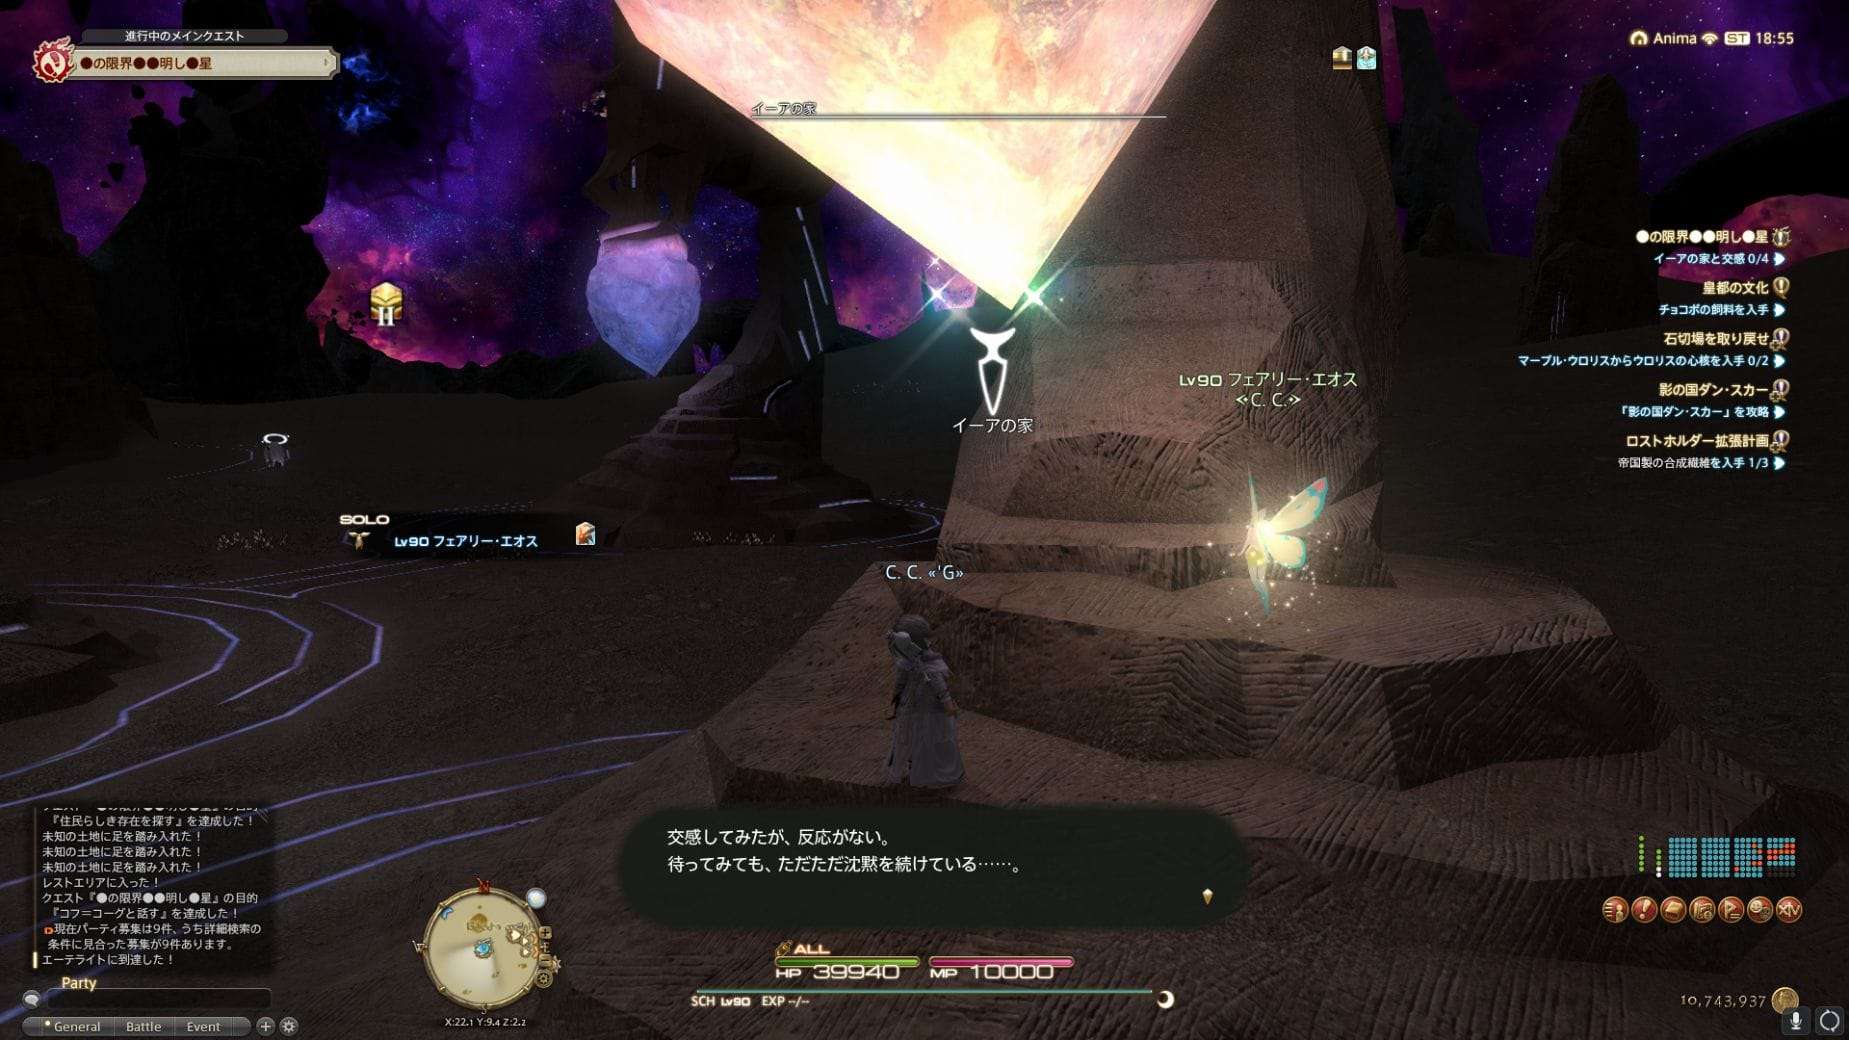 進行中のメインクエスト
●の限界●●明し●星
イーアの家
Anima ST 18:55
●の限界●●明し●星
イーアの家と交感 0/4
皇都の文化
チョコボの飼料を入手
石切場を取り戻せ
マーブル・ウロリスからウロリスの心核を入手 0/2
影の国ダン・スカー
「影の国ダン・スカー」を攻略
ロストホルダー拡張計画
帝国製の合成繊維を入手 1/3
H
イーアの家
Lv90 フェアリー・エオス
«C. C.»
SOLO
Lv90 フェアリー・エオス
C. C. «'G»
交感してみたが、反応がない。
待ってみても、ただただ沈黙を続けている……。
クエスト『●の限界●●明し●星』の目的
『住民らしき存在を探す』を達成した！
未知の土地に足を踏み入れた！
未知の土地に足を踏み入れた！
未知の土地に足を踏み入れた！
レストエリアに入った！
クエスト『●の限界●●明し●星』の目的
『コフ＝コーグと話す』を達成した！
現在パーティ募集は9件、うち詳細検索の
条件に見合った募集が9件あります。
エーテライトに到達した！
Party
General Battle Event
X:22.1 Y:9.4 Z:2.2
ALL
HP 39940 MP 10000
SCH Lv90 EXP --/--
XIV
10,743,937